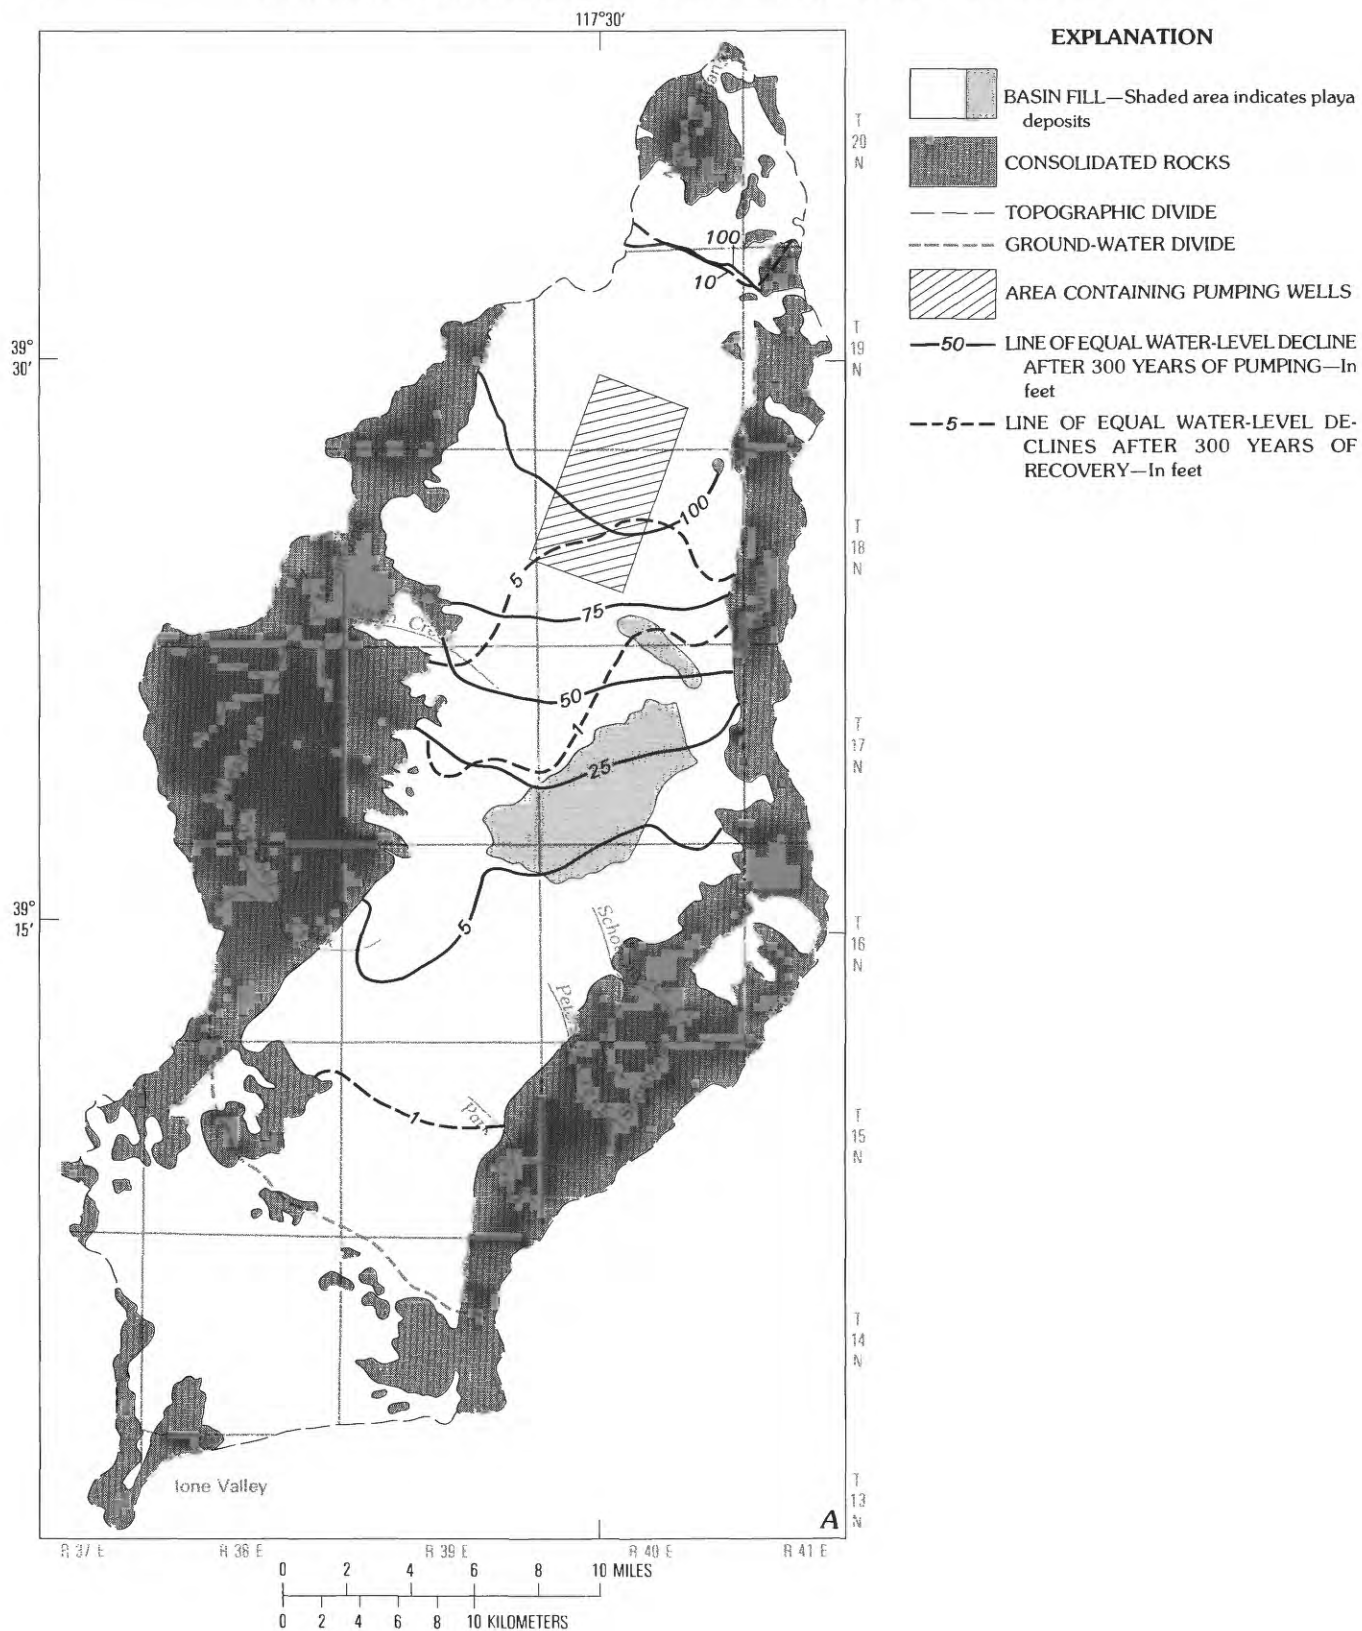 117°30′
EXPLANATION
BASIN FILL—Shaded area indicates playa
deposits
CONSOLIDATED ROCKS
TOPOGRAPHIC DIVIDE
GROUND-WATER DIVIDE
AREA CONTAINING PUMPING WELLS
50
LINE OF EQUAL WATER-LEVEL DECLINE
AFTER 300 YEARS OF PUMPING—In
feet
5
LINE OF EQUAL WATER-LEVEL DE-
CLINES AFTER 300 YEARS OF
RECOVERY—In feet
T
20
N
100
10
39°
30′
T
19
N
100
T
18
N
5
75
50
1
T
17
N
25
39°
15′
5
T
16
N
1
T
15
N
T
14
N
Ione Valley
T
13
N
A
R 37 E R 38 E R 39 E R 40 E R 41 E
0 2 4 6 8 10 MILES
0 2 4 6 8 10 KILOMETERS